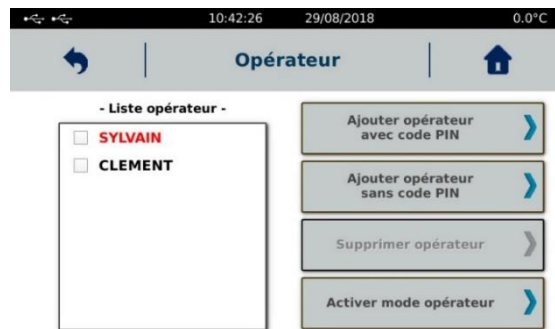 10:42:26 29/08/2018 0.0°C
Opérateur
- Liste opérateur -
SYLVAIN
CLEMENT
Ajouter opérateur
avec code PIN
Ajouter opérateur
sans code PIN
Supprimer opérateur
Activer mode opérateur